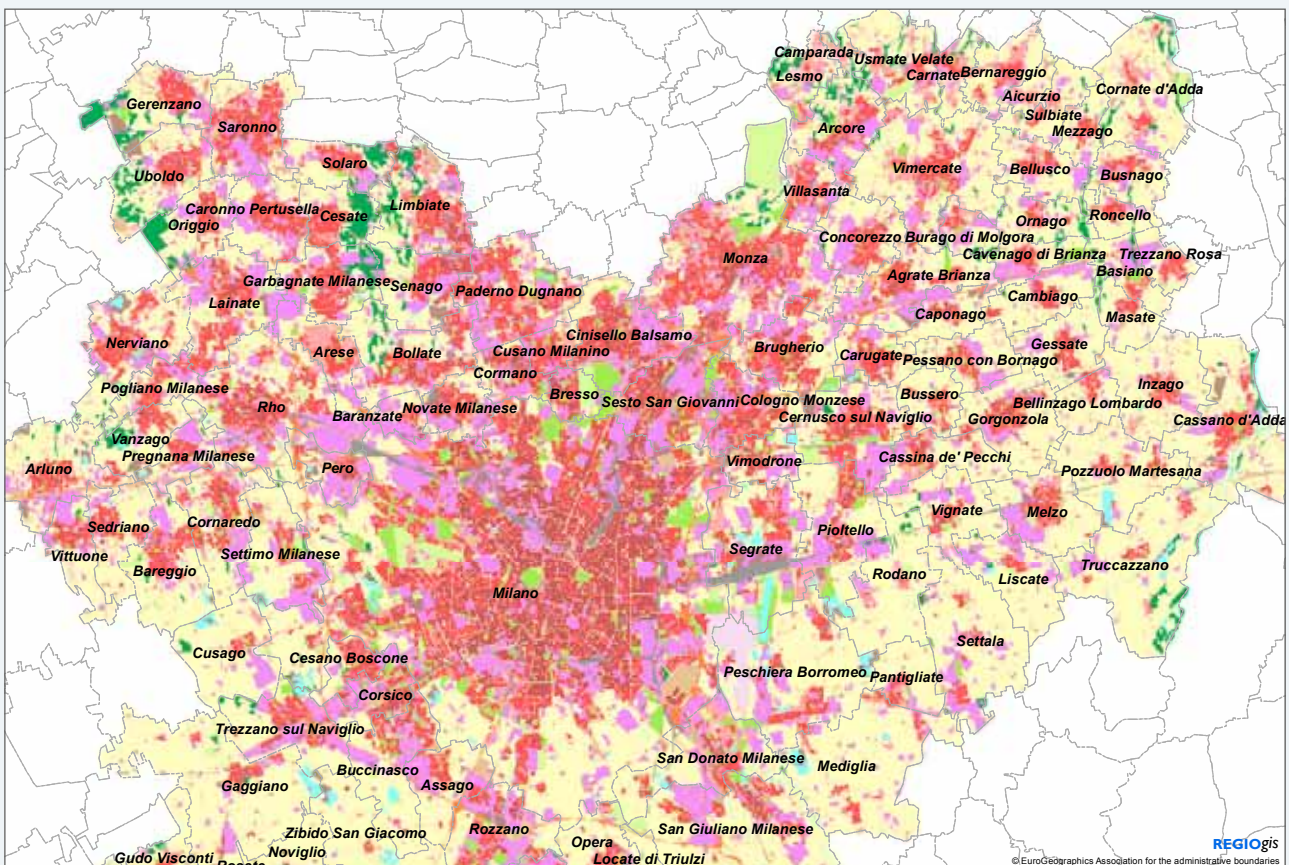 Camparada
Usmate Velate
Lesmo
Carnate
Bernareggio
Cornate d'Adda
Gerenzano
Aicurzio
Saronno
Arcore
Sulbiate
Mezzago
Solaro
Uboldo
Vimercate
Bellusco
Busnago
Villasanta
Caronno Pertusella
Cesate
Limbiate
Origgio
Ornago
Roncello
Concorezzo
Burago di Molgora
Monza
Cavenago di Brianza
Trezzano Rosa
Agrate Brianza
Basiano
Garbagnate Milanese
Senago
Paderno Dugnano
Lainate
Cambiago
Caponago
Masate
Nerviano
Cinisello Balsamo
Arese
Bollate
Cusano Milanino
Brugherio
Carugate
Gessate
Pessano con Bornago
Cormano
Pogliano Milanese
Inzago
Bresso
Sesto San Giovanni
Cologno Monzese
Bussero
Rho
Baranzate
Novate Milanese
Bellinzago Lombardo
Cernusco sul Naviglio
Gorgonzola
Cassano d'Adda
Vanzago
Pregnana Milanese
Arluno
Pero
Vimodrone
Cassina de' Pecchi
Pozzuolo Martesana
Sedriano
Cornaredo
Vignate
Melzo
Pioltello
Vittuone
Settimo Milanese
Segrate
Bareggio
Truccazzano
Rodano
Liscate
Milano
Settala
Cusago
Cesano Boscone
Peschiera Borromeo
Pantigliate
Corsico
Trezzano sul Naviglio
San Donato Milanese
Mediglia
Buccinasco
Gaggiano
Assago
Zibido San Giacomo
Rozzano
San Giuliano Milanese
Opera
Noviglio
Gudo Visconti
Rosate
Locate di Triulzi
REGIOgis
© EuroGeographics Association for the administrative boundaries